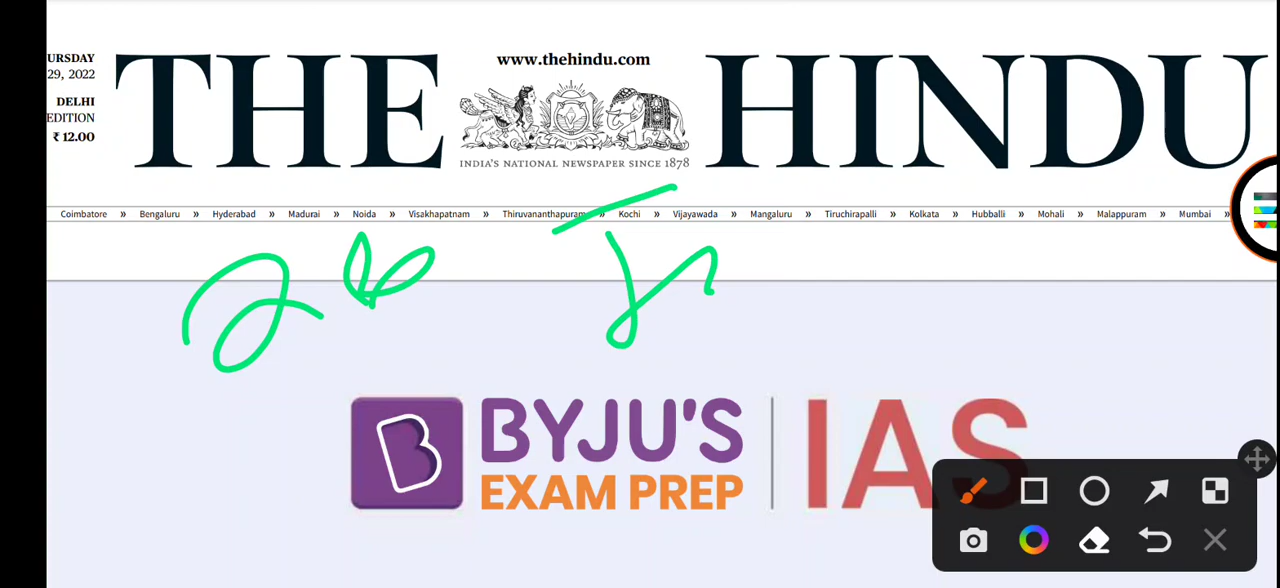 URSDAY
29, 2022
DELHI
EDITION
₹ 12.00
THE HINDU
www.thehindu.com
INDIA'S NATIONAL NEWSPAPER SINCE 1878
Coimbatore » Bengaluru » Hyderabad » Madurai » Noida » Visakhapatnam » Thiruvananthapuram » Kochi » Vijayawada » Mangaluru » Tiruchirapalli » Kolkata » Hubballi » Mohali » Malappuram » Mumbai »
B BYJU'S IAS
EXAM PREP